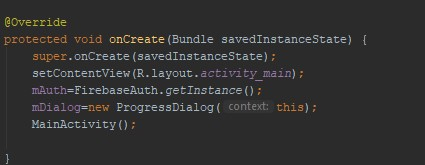 @Override
protected void onCreate(Bundle savedInstanceState) {
super.onCreate(savedInstanceState);
setContentView(R.layout.activity_main);
mAuth=FirebaseAuth.getInstance();
mDialog=new ProgressDialog( context: this);
MainActivity();
}